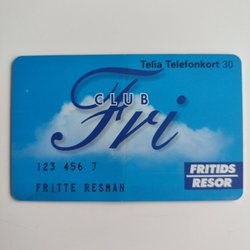 Telia Telefonkort 30
CLUB
Fri
123 456 7
FRITTE RESMAN
FRITIDS
RESOR